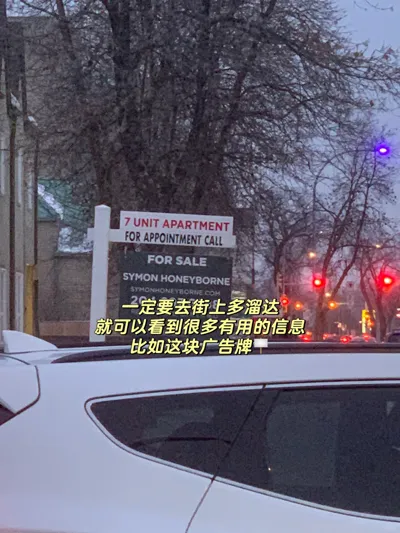 7 UNIT APARTMENT
FOR APPOINTMENT CALL
FOR SALE
SYMON HONEYBORNE
SYMONHONEYBORNE.COM
一定要去街上多溜达
就可以看到很多有用的信息
比如这块广告牌